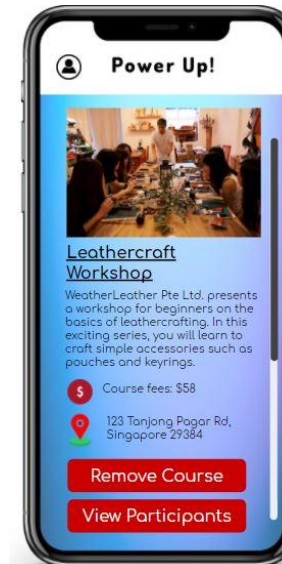 Power Up!
Leathercraft
Workshop
WeatherLeather Pte Ltd. presents
a workshop for beginners on the
basics of leathercrafting. In this
exciting series, you will learn to
craft simple accessories such as
pouches and keyrings.
$ Course fees: $58
123 Tanjong Pagar Rd,
Singapore 29384
Remove Course
View Participants